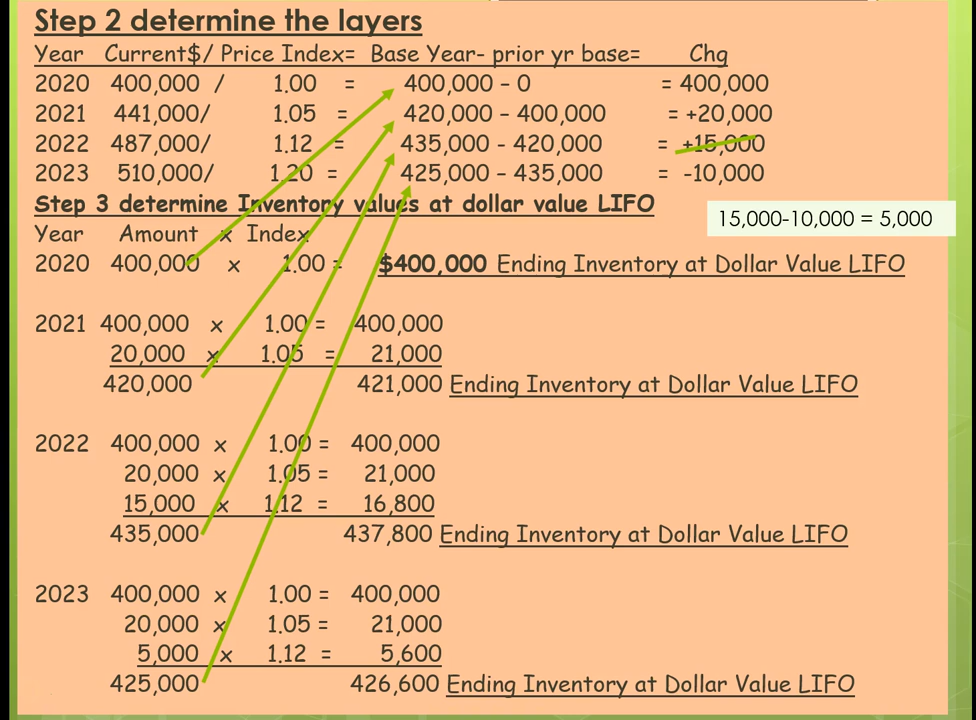 Step 2 determine the layers
Year Current$/ Price Index= Base Year- prior yr base= Chg
2020 400,000 / 1.00 = 400,000 – 0 = 400,000
2021 441,000/ 1.05 = 420,000 – 400,000 = +20,000
2022 487,000/ 1.12 = 435,000 - 420,000 = +15,000
2023 510,000/ 1.20 = 425,000 – 435,000 = -10,000
Step 3 determine Inventory values at dollar value LIFO
15,000-10,000 = 5,000
Year Amount x Index
2020 400,000 x 1.00 = $400,000 Ending Inventory at Dollar Value LIFO
2021 400,000 x 1.00 = 400,000
20,000 x 1.05 = 21,000
420,000 421,000 Ending Inventory at Dollar Value LIFO
2022 400,000 x 1.00 = 400,000
20,000 x 1.05 = 21,000
15,000 x 1.12 = 16,800
435,000 437,800 Ending Inventory at Dollar Value LIFO
2023 400,000 x 1.00 = 400,000
20,000 x 1.05 = 21,000
5,000 x 1.12 = 5,600
425,000 426,600 Ending Inventory at Dollar Value LIFO